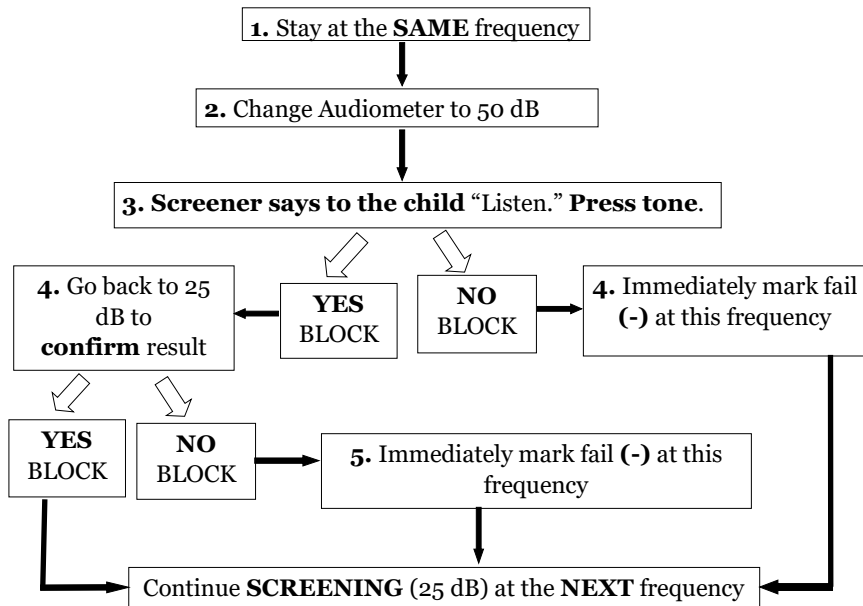 1. Stay at the SAME frequency
2. Change Audiometer to 50 dB
3. Screener says to the child “Listen.” Press tone.
4. Go back to 25
dB to
confirm result
YES
BLOCK
NO
BLOCK
4. Immediately mark fail
(-) at this frequency
YES
BLOCK
NO
BLOCK
5. Immediately mark fail (-) at this
frequency
Continue SCREENING (25 dB) at the NEXT frequency